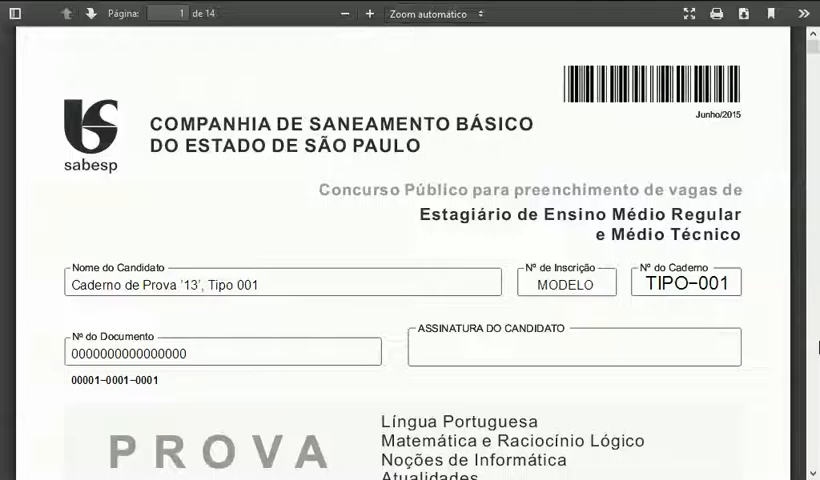 Página: 1 de 14
Zoom automático
Junho/2015
sabesp
COMPANHIA DE SANEAMENTO BÁSICO
DO ESTADO DE SÃO PAULO
Concurso Público para preenchimento de vagas de
Estagiário de Ensino Médio Regular
e Médio Técnico
Nome do Candidato
Caderno de Prova '13', Tipo 001
Nº de Inscrição
MODELO
Nº do Caderno
TIPO−001
Nº do Documento
0000000000000000
ASSINATURA DO CANDIDATO
00001−0001−0001
PROVA
Língua Portuguesa
Matemática e Raciocínio Lógico
Noções de Informática
Atualidades